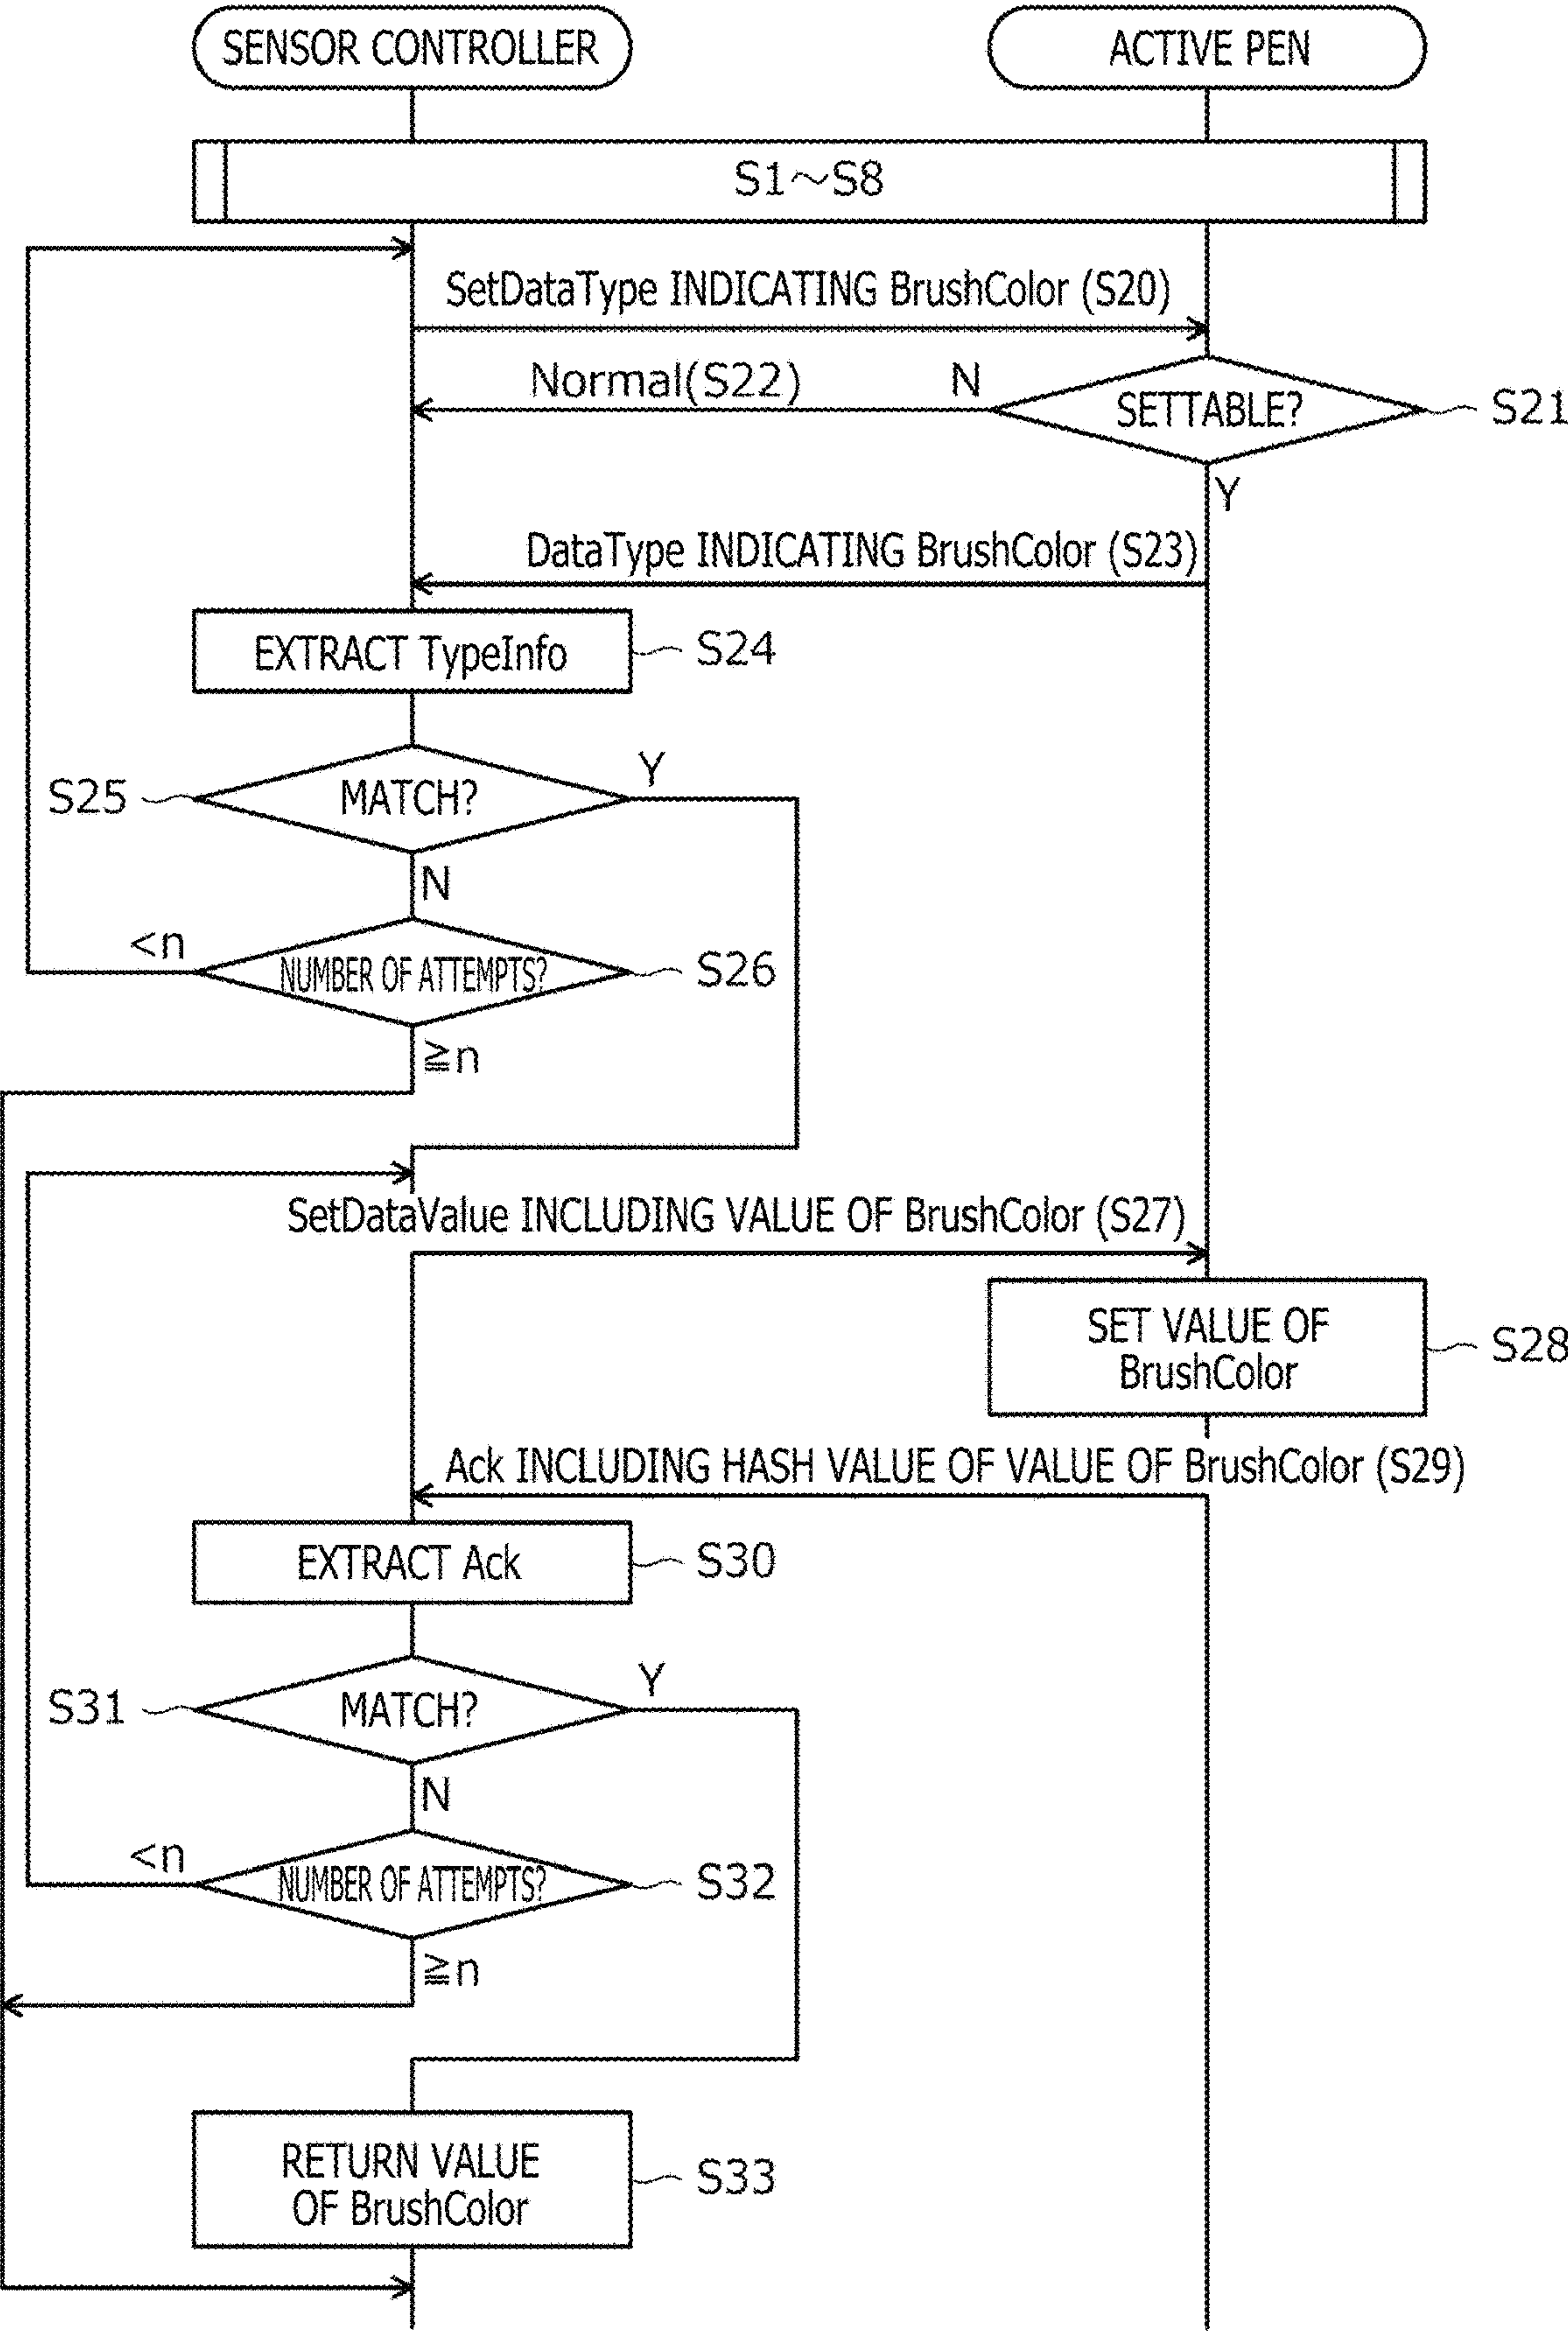 SENSOR CONTROLLER
ACTIVE PEN
S1～S8
SetDataType INDICATING BrushColor (S20)
Normal(S22)
N
SETTABLE?
S21
Y
DataType INDICATING BrushColor (S23)
EXTRACT TypeInfo
S24
S25
MATCH?
Y
N
<n
NUMBER OF ATTEMPTS?
S26
≧n
SetDataValue INCLUDING VALUE OF BrushColor (S27)
SET VALUE OF
BrushColor
S28
Ack INCLUDING HASH VALUE OF VALUE OF BrushColor (S29)
EXTRACT Ack
S30
S31
MATCH?
Y
N
<n
NUMBER OF ATTEMPTS?
S32
≧n
RETURN VALUE
OF BrushColor
S33